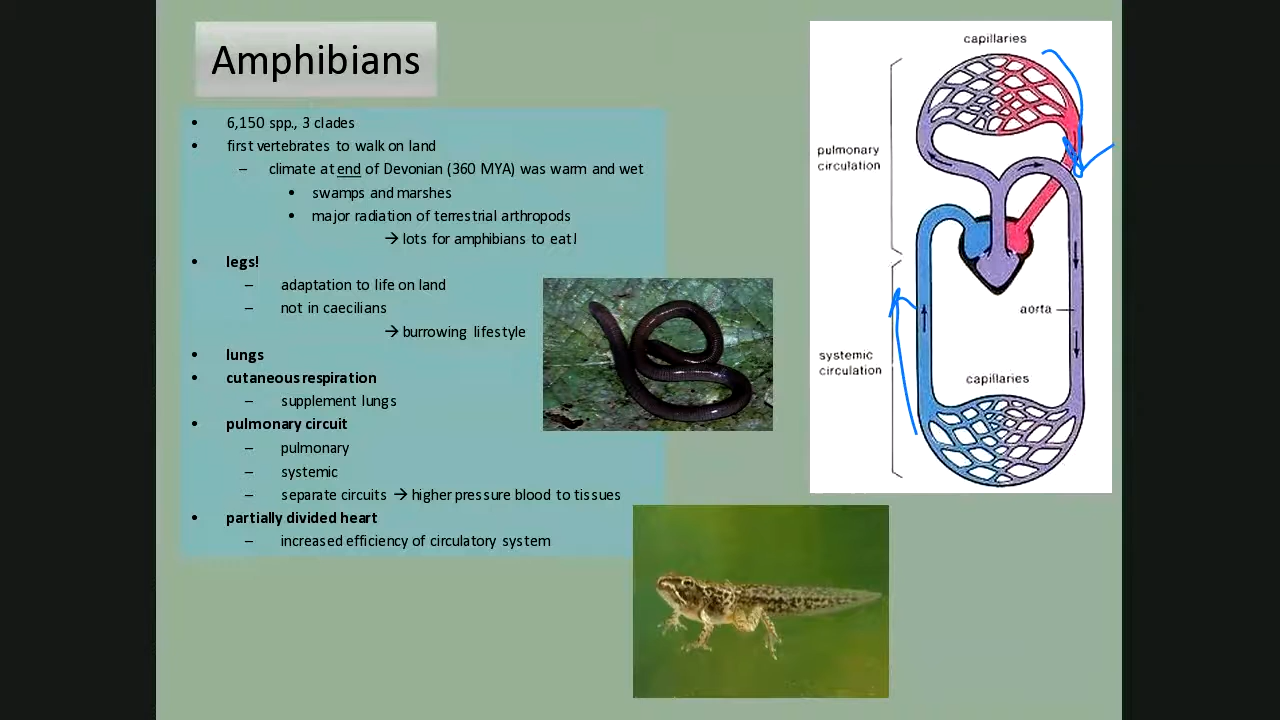 Amphibians
• 6,150 spp., 3 clades
• first vertebrates to walk on land
– climate at end of Devonian (360 MYA) was warm and wet
• swamps and marshes
• major radiation of terrestrial arthropods
→ lots for amphibians to eat!
• legs!
– adaptation to life on land
– not in caecilians
→ burrowing lifestyle
• lungs
• cutaneous respiration
– supplement lungs
• pulmonary circuit
– pulmonary
– systemic
– separate circuits → higher pressure blood to tissues
• partially divided heart
– increased efficiency of circulatory system
capillaries
pulmonary
circulation
aorta
systemic
circulation
capillaries